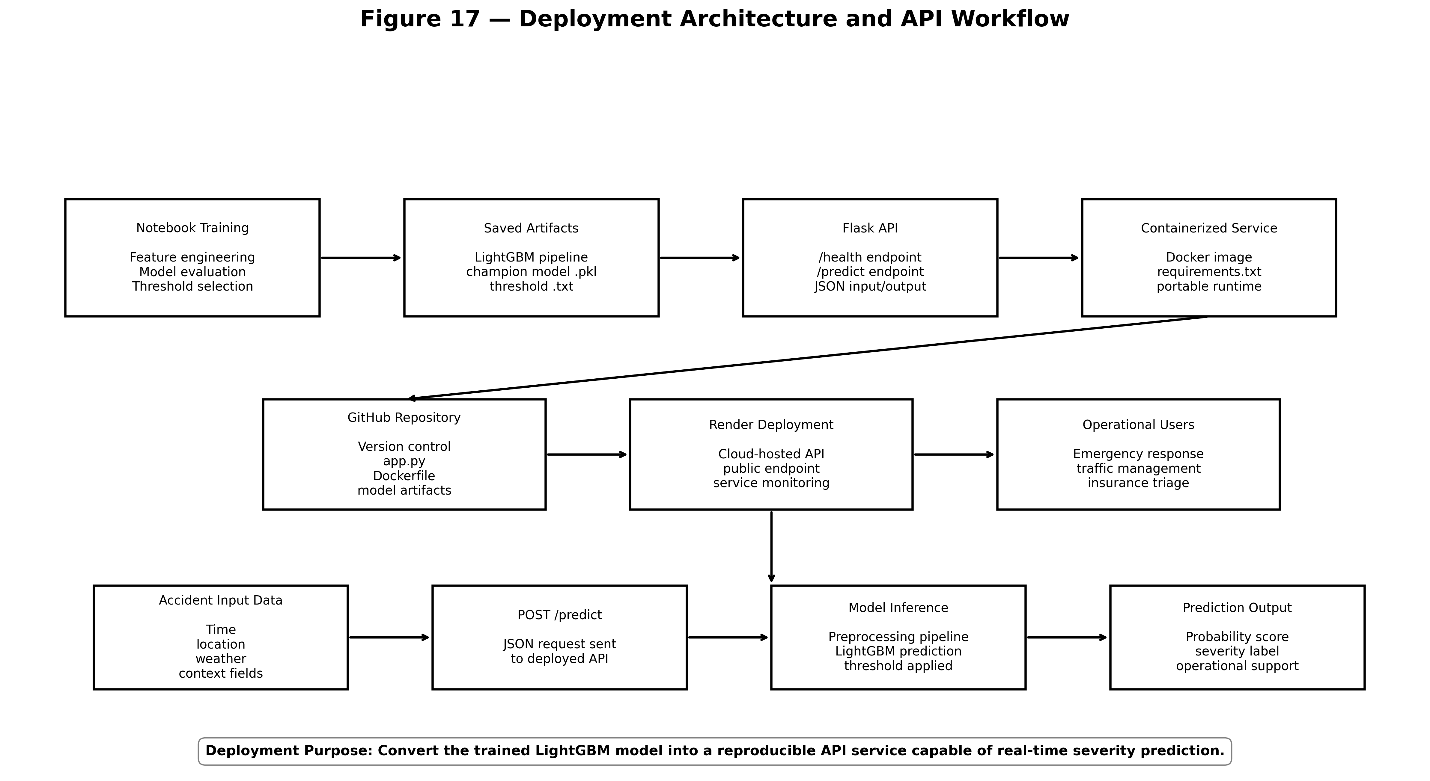 Figure 17 — Deployment Architecture and API Workflow
Notebook Training
Feature engineering
Model evaluation
Threshold selection
Saved Artifacts
LightGBM pipeline
champion model .pkl
threshold .txt
Flask API
/health endpoint
/predict endpoint
JSON input/output
Containerized Service
Docker image
requirements.txt
portable runtime
GitHub Repository
Version control
app.py
Dockerfile
model artifacts
Render Deployment
Cloud-hosted API
public endpoint
service monitoring
Operational Users
Emergency response
traffic management
insurance triage
Accident Input Data
Time
location
weather
context fields
POST /predict
JSON request sent
to deployed API
Model Inference
Preprocessing pipeline
LightGBM prediction
threshold applied
Prediction Output
Probability score
severity label
operational support
Deployment Purpose: Convert the trained LightGBM model into a reproducible API service capable of real-time severity prediction.